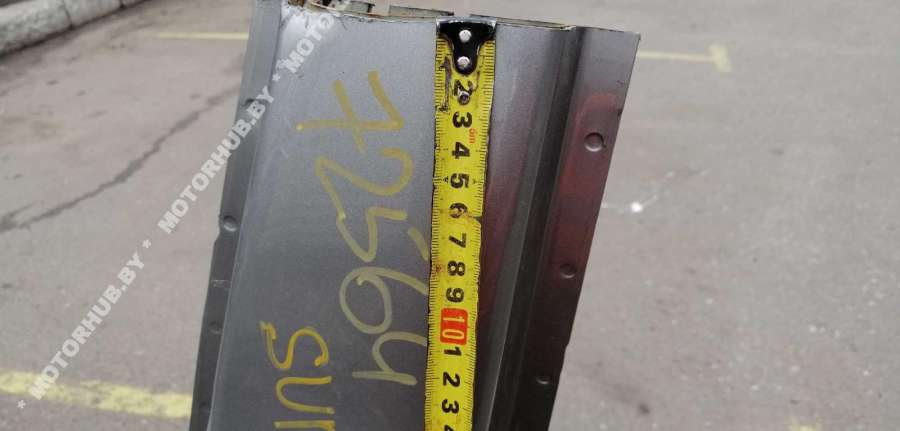 72564
SUR
2 3 4 5 6 7 8 9 10 1 2 3 4
* MOTORHUB.BY * MOTORHUB.BY * MOTORHUB.BY *